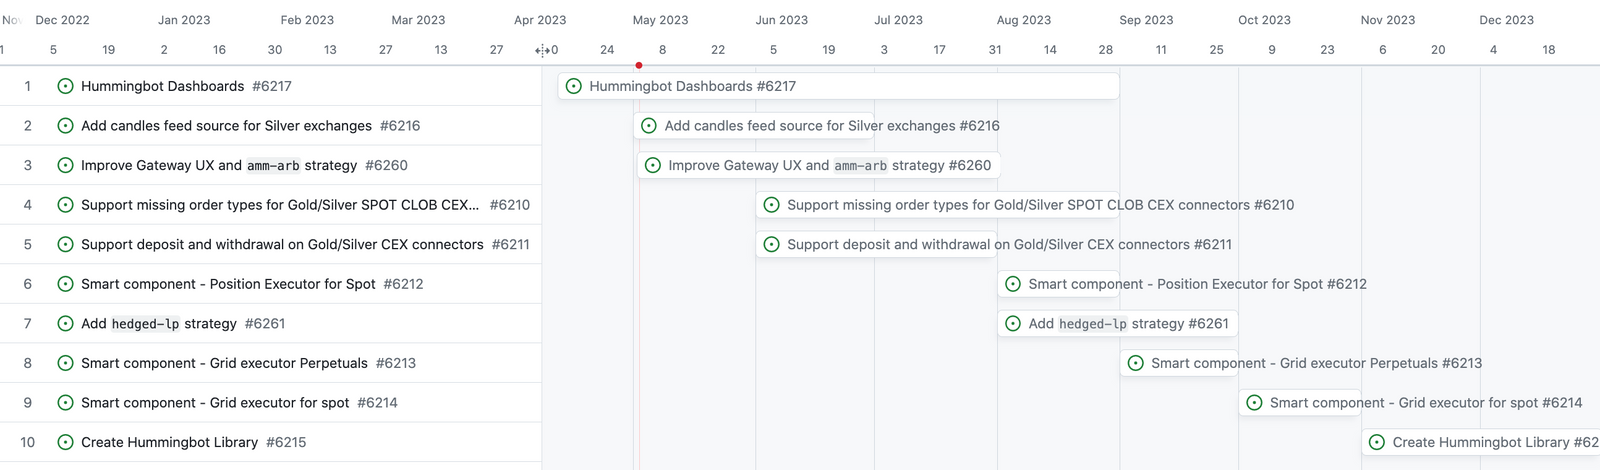 Nov Dec 2022 Jan 2023 Feb 2023 Mar 2023 Apr 2023 May 2023 Jun 2023 Jul 2023 Aug 2023 Sep 2023 Oct 2023 Nov 2023 Dec 2023
1 5 19 2 16 30 13 27 13 27 0 24 8 22 5 19 3 17 31 14 28 11 25 9 23 6 20 4 18
1 Hummingbot Dashboards #6217 Hummingbot Dashboards #6217
2 Add candles feed source for Silver exchanges #6216 Add candles feed source for Silver exchanges #6216
3 Improve Gateway UX and amm-arb strategy #6260 Improve Gateway UX and amm-arb strategy #6260
4 Support missing order types for Gold/Silver SPOT CLOB CEX... #6210 Support missing order types for Gold/Silver SPOT CLOB CEX connectors #6210
5 Support deposit and withdrawal on Gold/Silver CEX connectors #6211 Support deposit and withdrawal on Gold/Silver CEX connectors #6211
6 Smart component - Position Executor for Spot #6212 Smart component - Position Executor for Spot #6212
7 Add hedged-lp strategy #6261 Add hedged-lp strategy #6261
8 Smart component - Grid executor Perpetuals #6213 Smart component - Grid executor Perpetuals #6213
9 Smart component - Grid executor for spot #6214 Smart component - Grid executor for spot #6214
10 Create Hummingbot Library #6215 Create Hummingbot Library #62